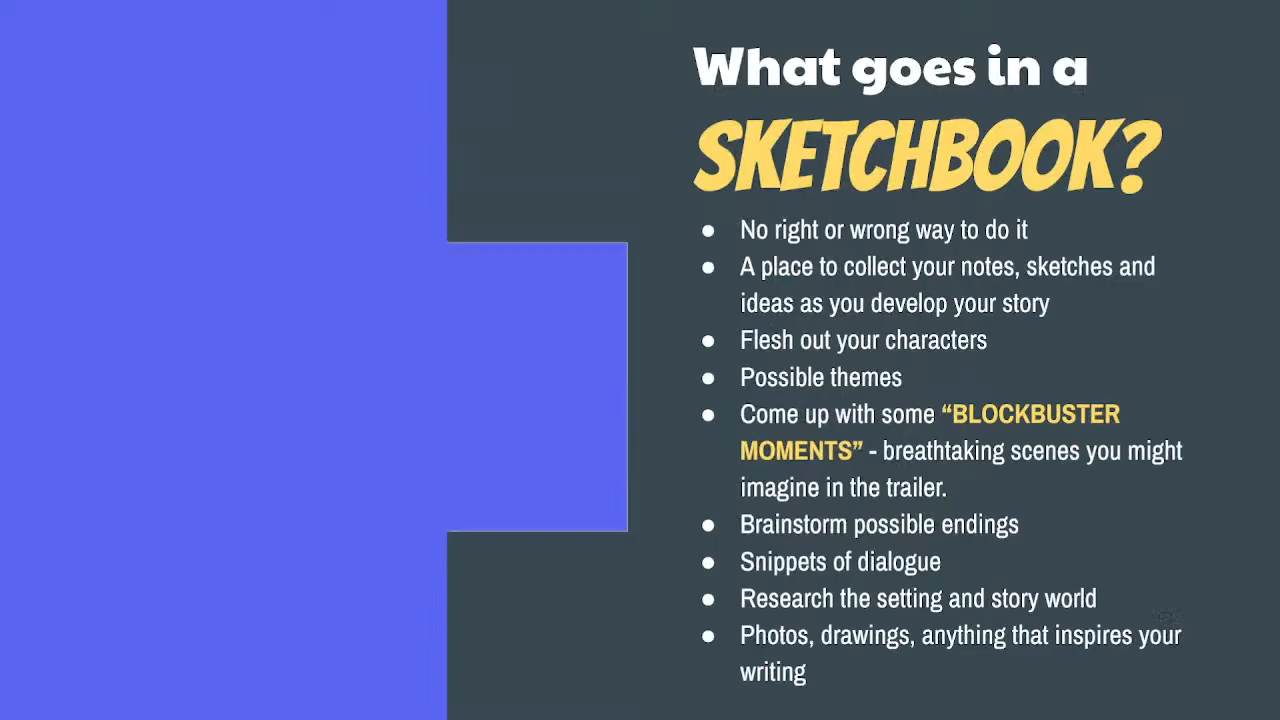 What goes in a
SKETCHBOOK?
● No right or wrong way to do it
● A place to collect your notes, sketches and
ideas as you develop your story
● Flesh out your characters
● Possible themes
● Come up with some “BLOCKBUSTER
MOMENTS” - breathtaking scenes you might
imagine in the trailer.
● Brainstorm possible endings
● Snippets of dialogue
● Research the setting and story world
● Photos, drawings, anything that inspires your
writing